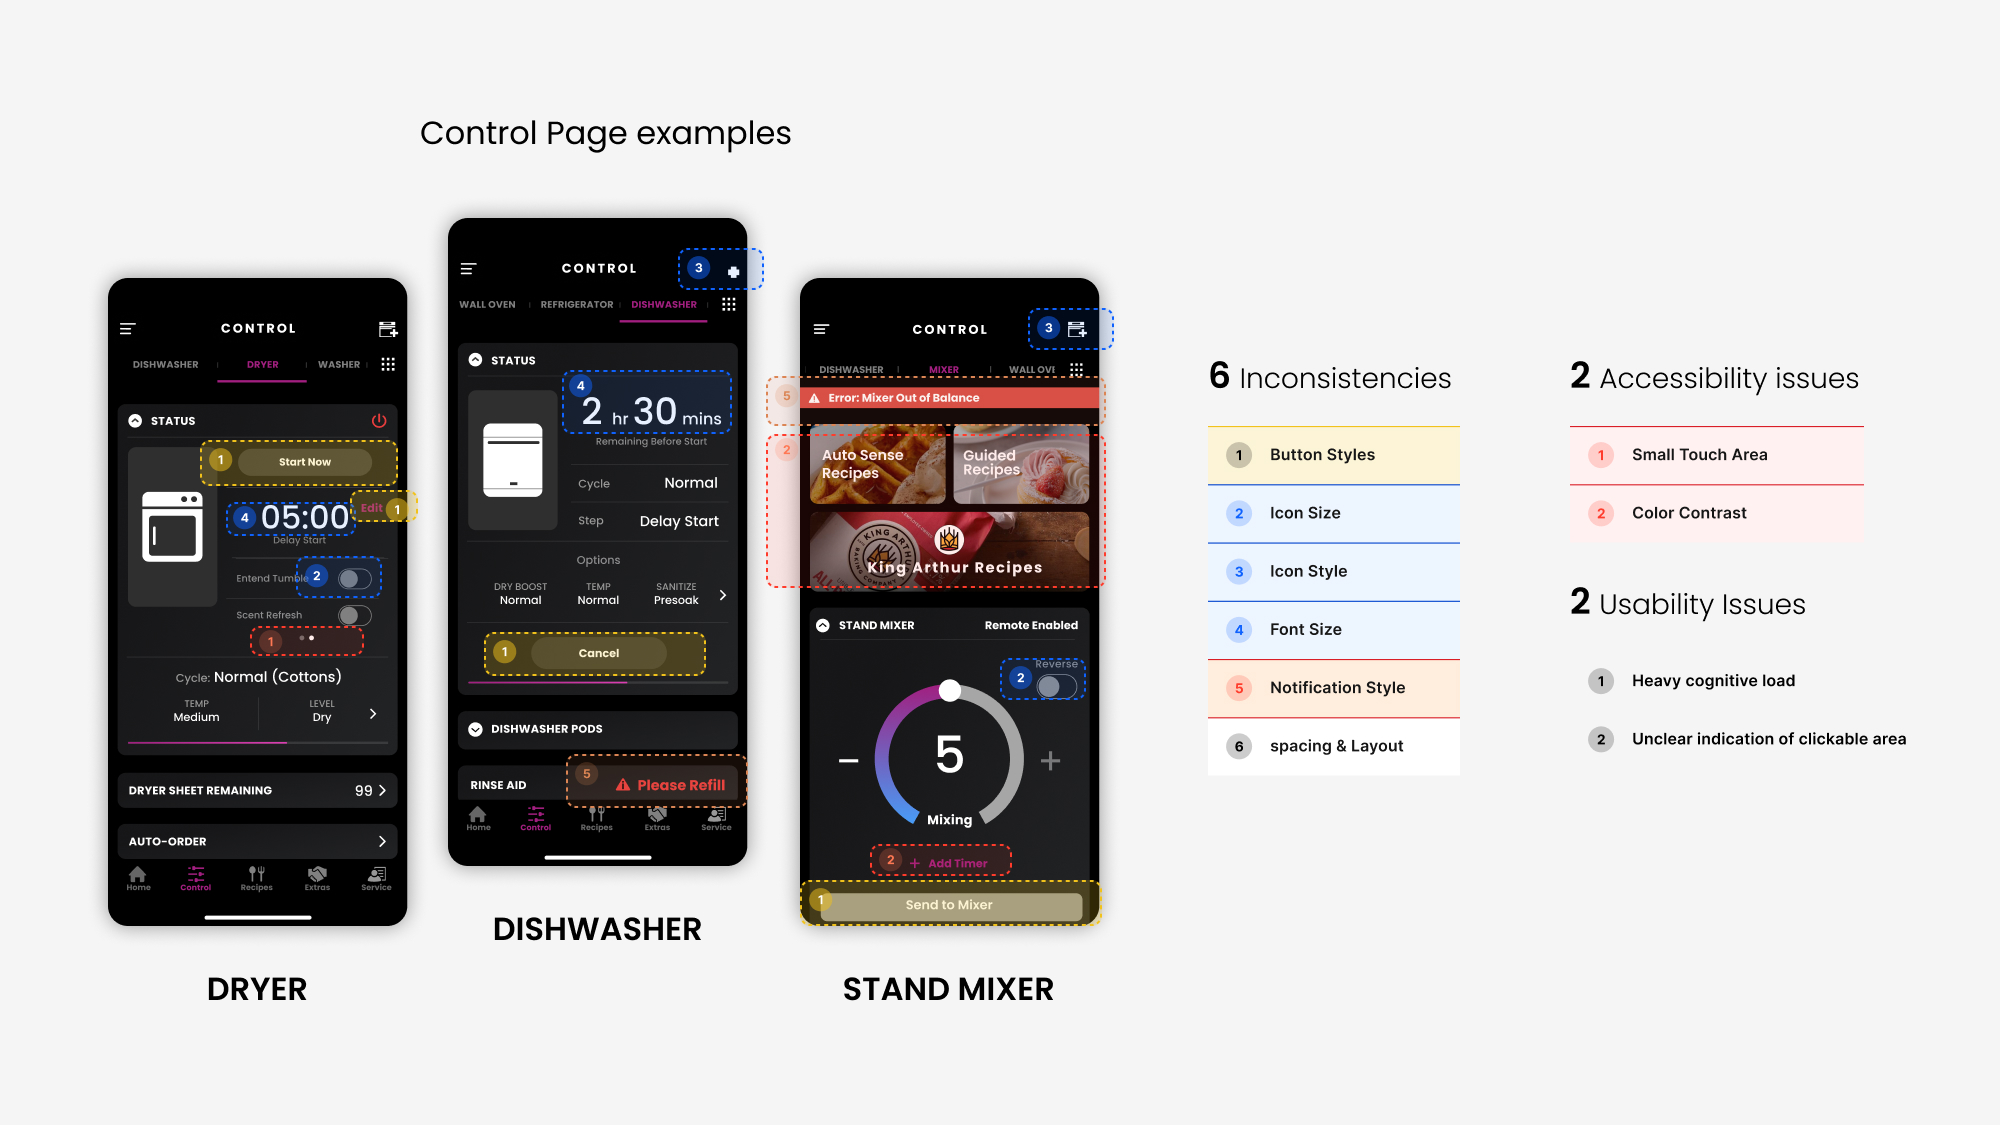 Control Page examples
CONTROL
DISHWASHER
DRYER
WASHER
STATUS
1
Start Now
4
05:00
Edit
1
Delay Start
Entend Tumble
2
Scent Refresh
1
Cycle: Normal (Cottons)
TEMP
Medium
LEVEL
Dry
DRYER SHEET REMAINING
99
AUTO-ORDER
Home
Control
Recipes
Extras
Service
DRYER
3
CONTROL
WALL OVEN
REFRIGERATOR
DISHWASHER
STATUS
4
2 hr 30 mins
Remaining Before Start
Cycle
Normal
Step
Delay Start
Options
DRY BOOST
Normal
TEMP
Normal
SANITIZE
Presoak
1
Cancel
DISHWASHER PODS
5
RINSE AID
Please Refill
Home
Control
Recipes
Extras
Service
DISHWASHER
CONTROL
3
DISHWASHER
MIXER
WALL OVE
5
Error: Mixer Out of Balance
2
Auto Sense
Recipes
Guided
Recipes
KING ARTHUR
BAKING COMPANY
King Arthur Recipes
STAND MIXER
Remote Enabled
Reverse
2
5
Mixing
2
+ Add Timer
1
Send to Mixer
STAND MIXER
6 Inconsistencies
1 Button Styles
2 Icon Size
3 Icon Style
4 Font Size
5 Notification Style
6 spacing & Layout
2 Accessibility issues
1 Small Touch Area
2 Color Contrast
2 Usability Issues
1 Heavy cognitive load
2 Unclear indication of clickable area